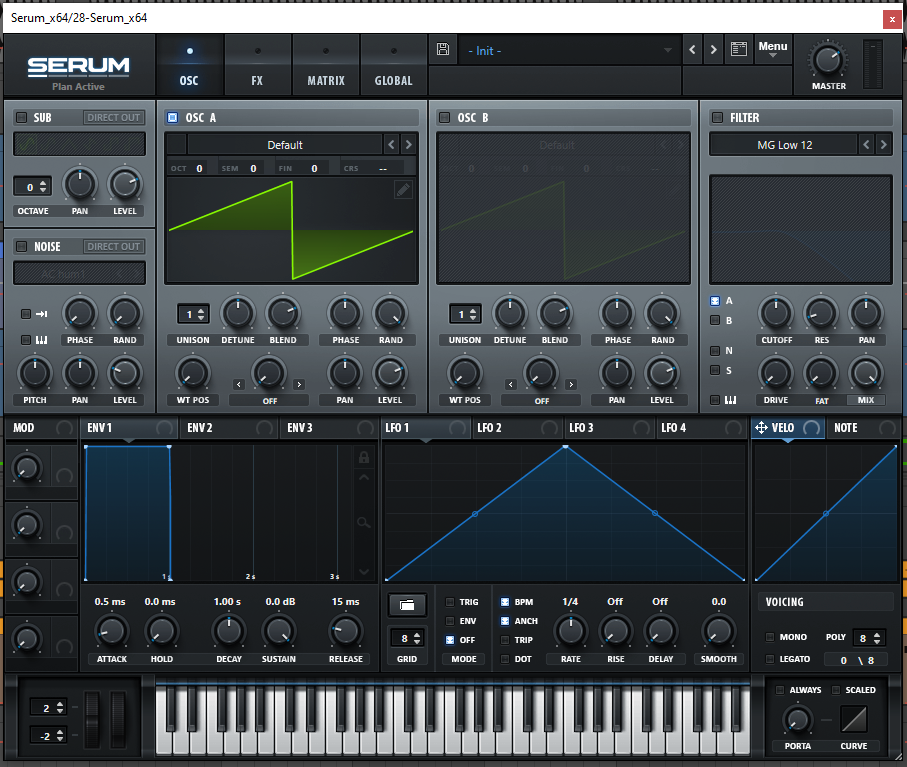 Serum_x64/28-Serum_x64
x
SERUM
Plan Active
OSC FX MATRIX GLOBAL
- Init -
Menu
MASTER
SUB DIRECT OUT
0
OCTAVE PAN LEVEL
NOISE DIRECT OUT
AC hum1
PHASE RAND
PITCH PAN LEVEL
OSC A
Default
OCT 0 SEM 0 FIN 0 CRS --
1
UNISON DETUNE BLEND PHASE RAND
WT POS OFF PAN LEVEL
OSC B
Default
1
UNISON DETUNE BLEND PHASE RAND
WT POS OFF PAN LEVEL
FILTER
MG Low 12
A
B
N
S
CUTOFF RES PAN
DRIVE FAT MIX
MOD ENV 1 ENV 2 ENV 3 LFO 1 LFO 2 LFO 3 LFO 4 VELO NOTE
1 s 2 s 3 s
0.5 ms 0.0 ms 1.00 s 0.0 dB 15 ms
ATTACK HOLD DECAY SUSTAIN RELEASE
8
GRID
TRIG
ENV
OFF
MODE
BPM
ANCH
TRIP
DOT
1/4 Off Off 0.0
RATE RISE DELAY SMOOTH
VOICING
MONO POLY 8
LEGATO 0 \ 8
2
-2
ALWAYS SCALED
PORTA CURVE